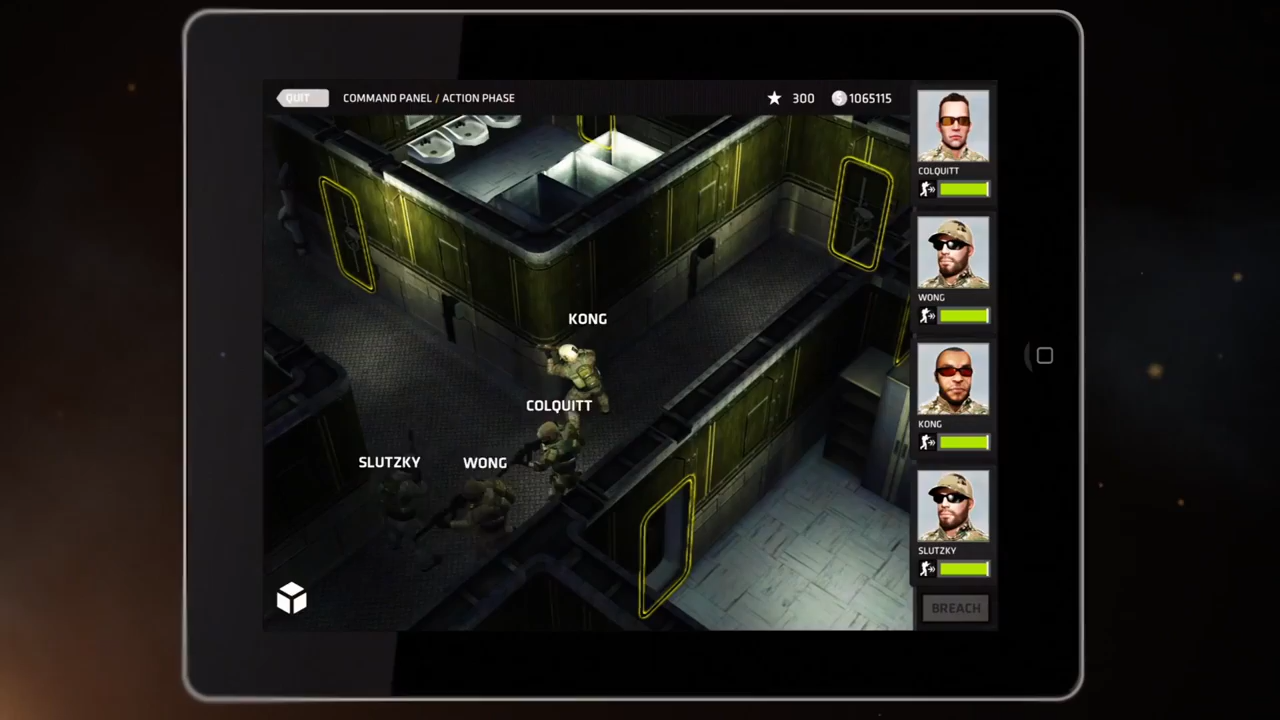 QUIT
COMMAND PANEL / ACTION PHASE
300
1065115
COLQUITT
WONG
KONG
SLUTZKY
BREACH
KONG
COLQUITT
SLUTZKY
WONG